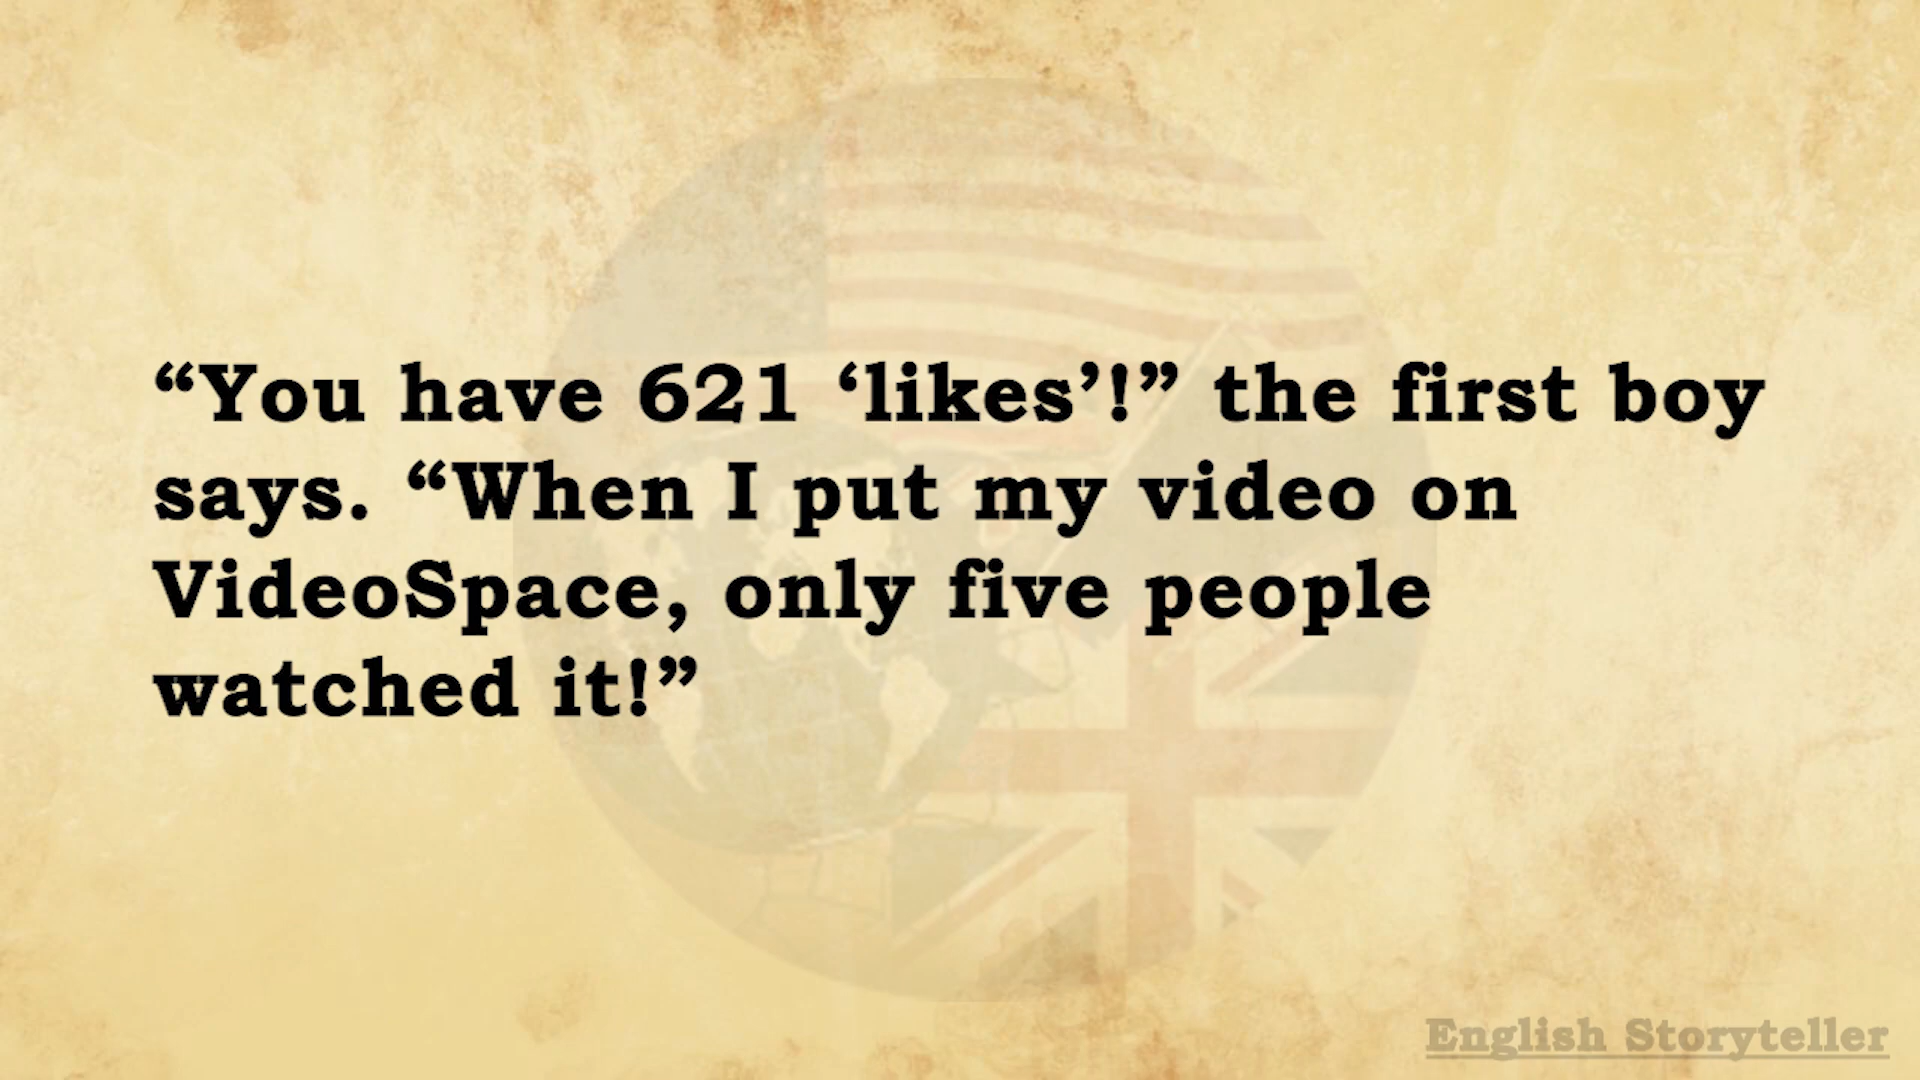 “You have 621 ‘likes’!” the first boy
says. “When I put my video on
VideoSpace, only five people
watched it!”
English Storyteller